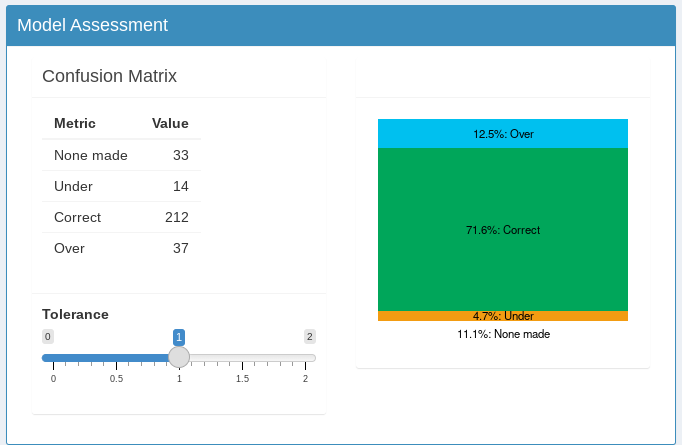 Model Assessment
Confusion Matrix
Metric Value
None made 33
Under 14
Correct 212
Over 37
Tolerance
0 1 2
0 0.5 1 1.5 2
12.5%: Over
71.6%: Correct
4.7%: Under
11.1%: None made